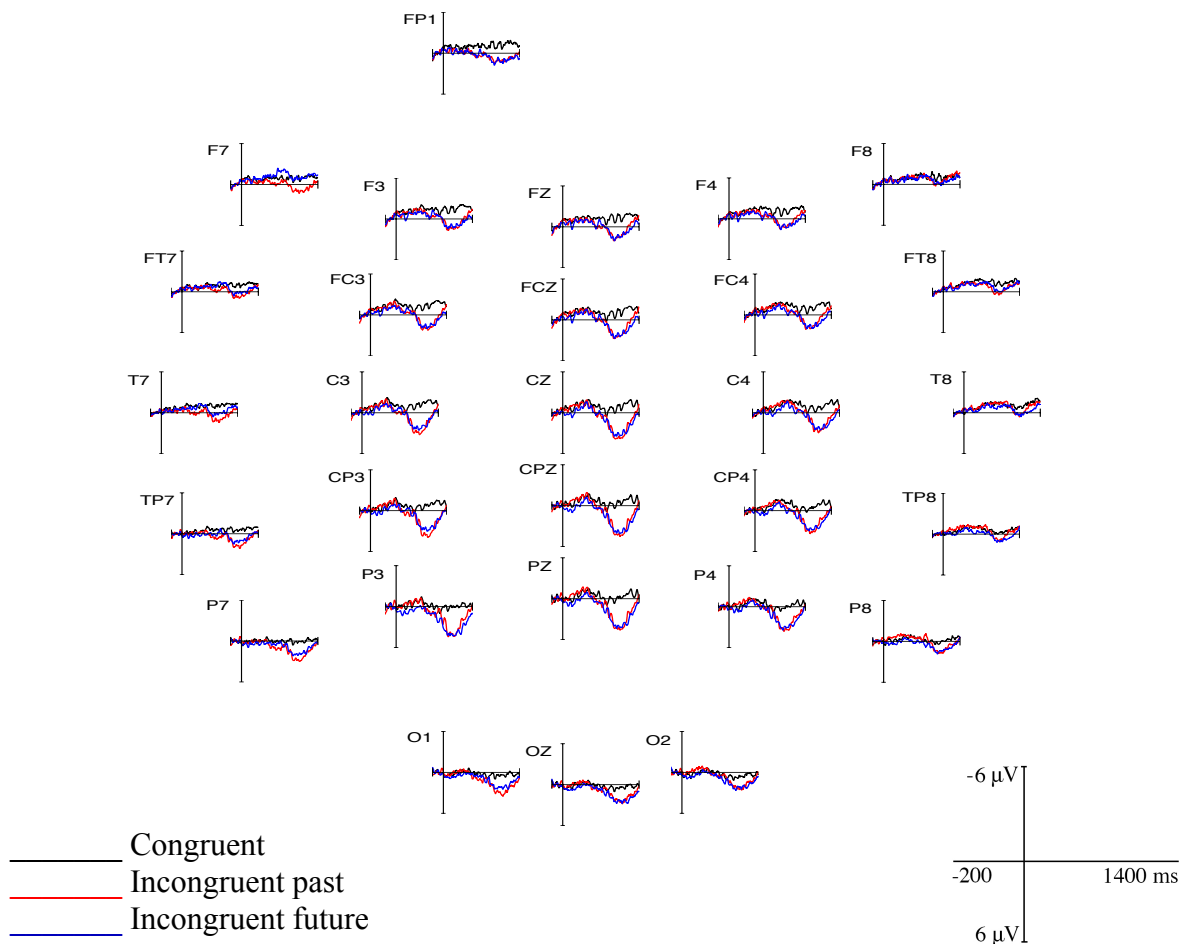 FP1
F7
F8
F3
FZ
F4
FT7
FT8
FC3
FCZ
FC4
T7
C3
CZ
C4
T8
CP3
CPZ
CP4
TP7
TP8
P3
PZ
P4
P7
P8
O1
OZ
O2
-6 µV
-200
1400 ms
6 µV
Congruent
Incongruent past
Incongruent future